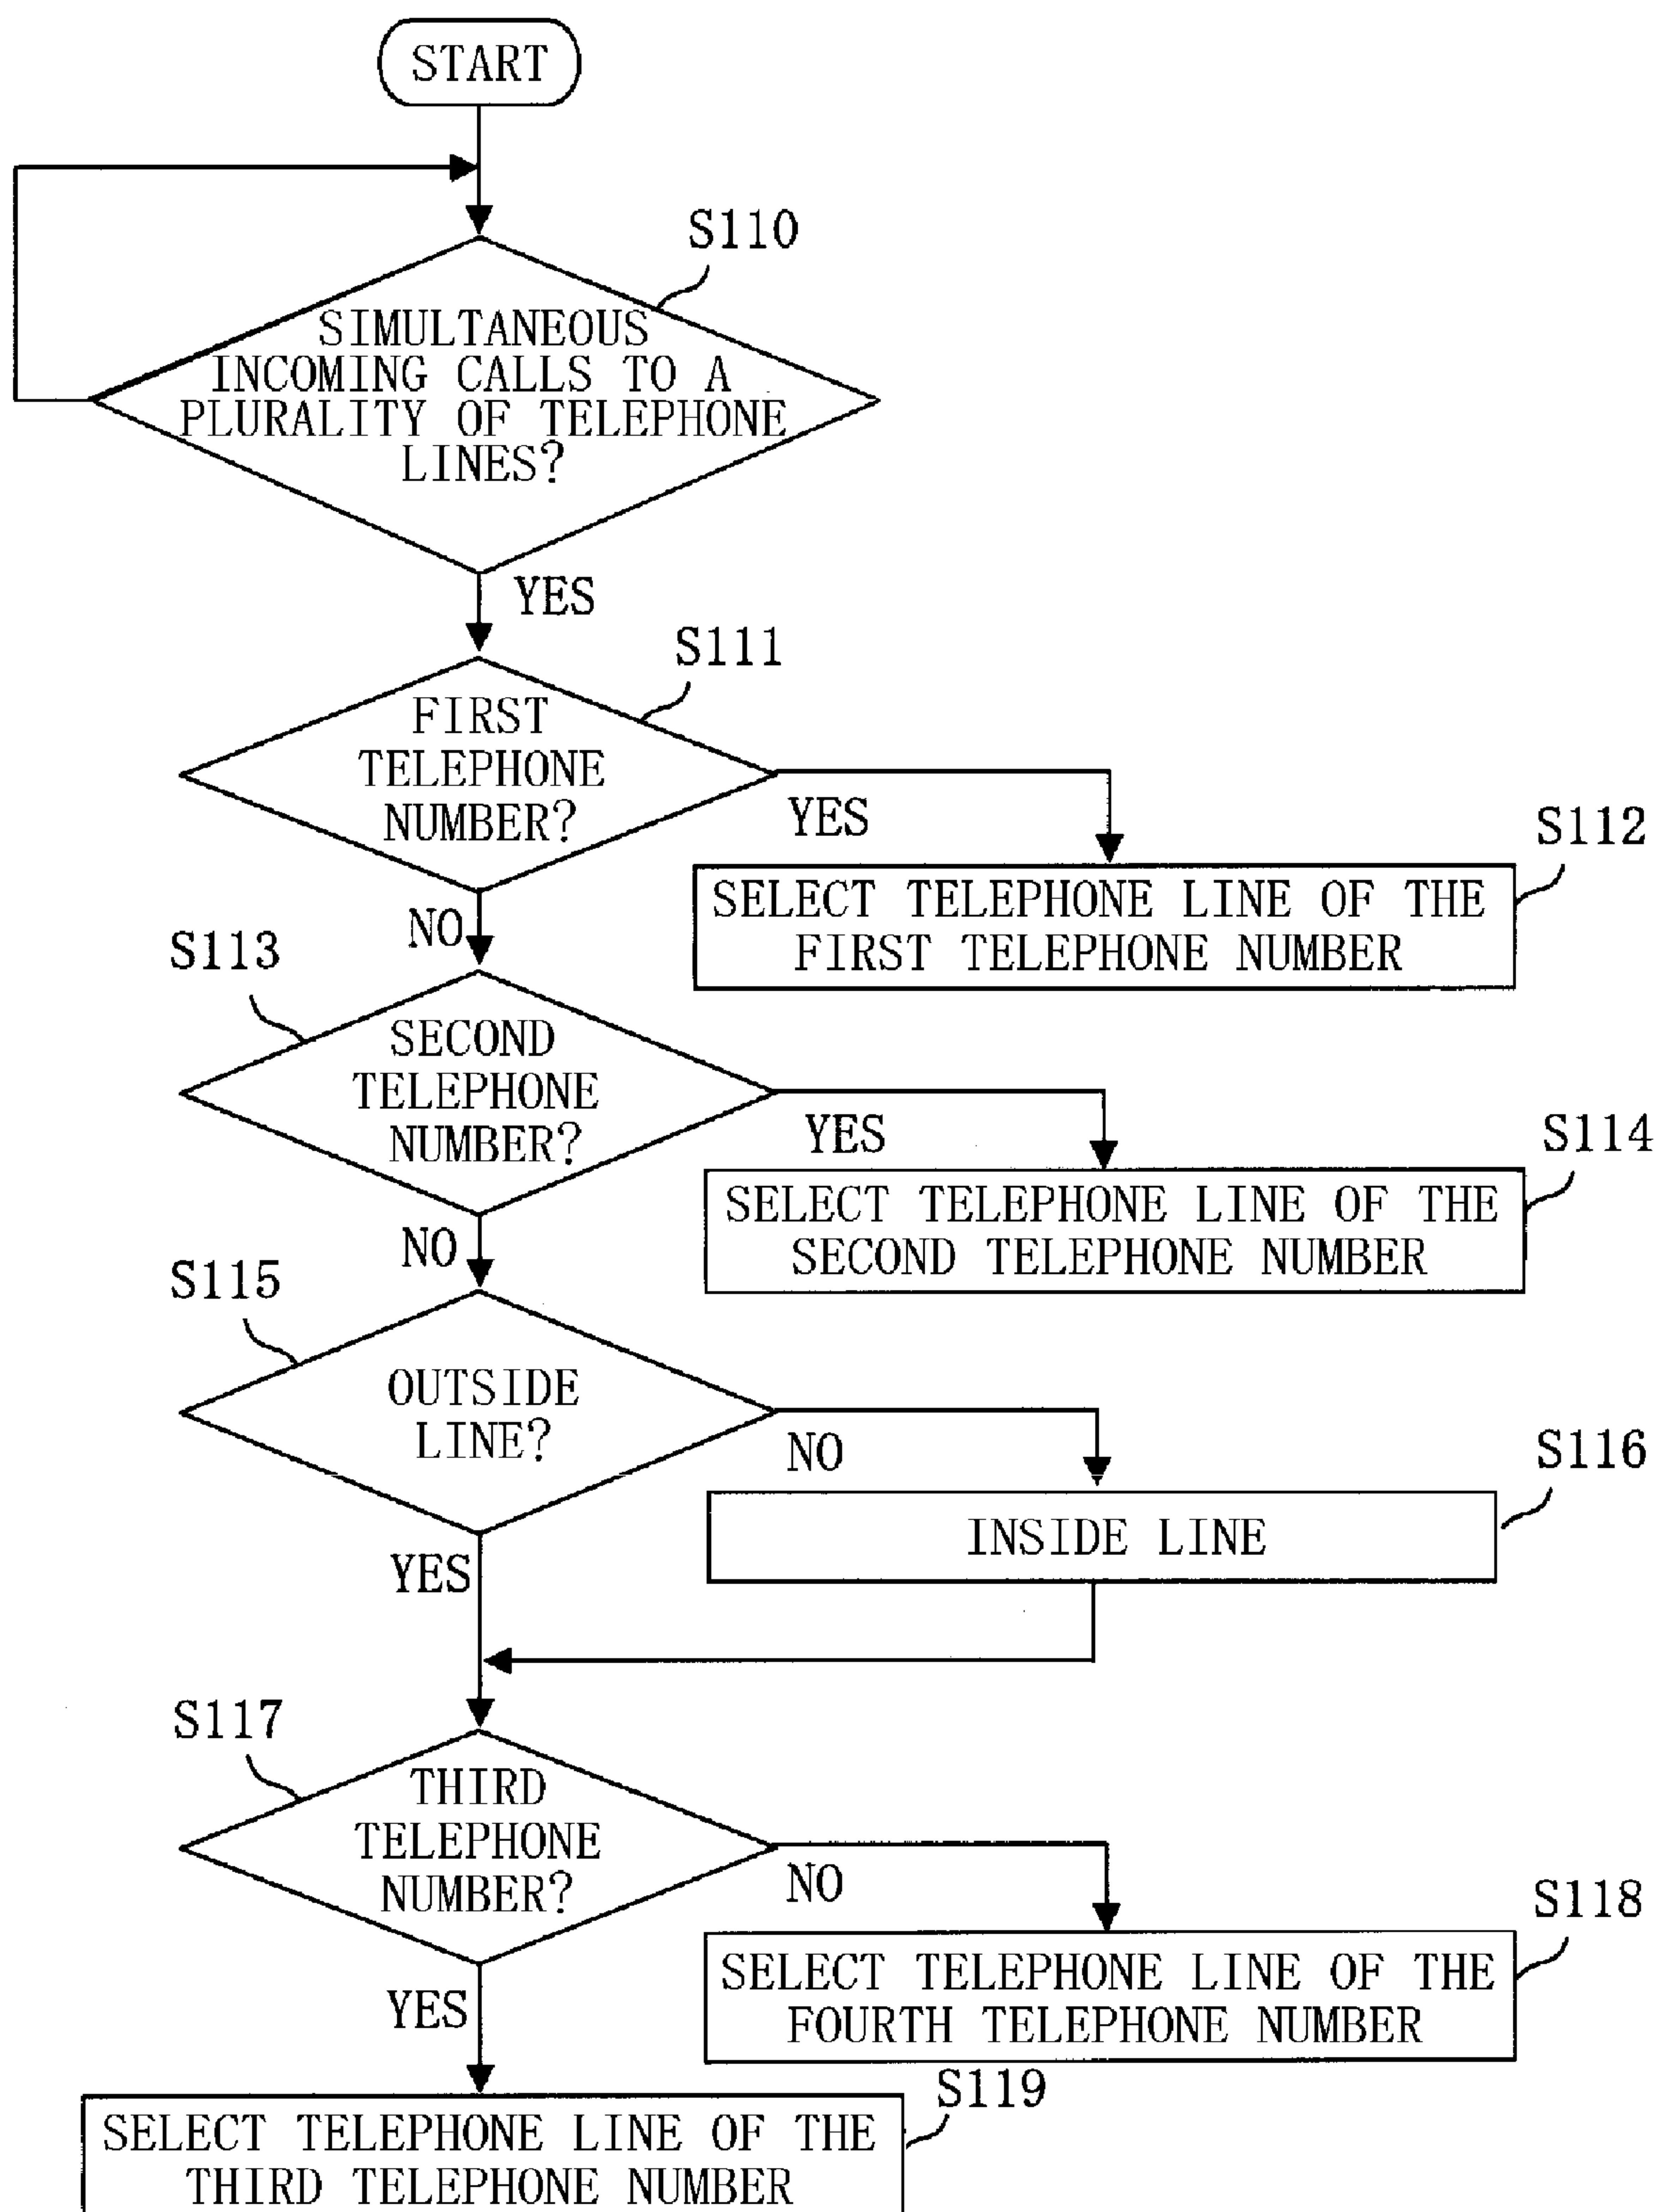 START
S110
SIMULTANEOUS
INCOMING CALLS TO A
PLURALITY OF TELEPHONE
LINES?
YES
S111
FIRST
TELEPHONE
NUMBER?
YES
S112
SELECT TELEPHONE LINE OF THE
FIRST TELEPHONE NUMBER
NO
S113
SECOND
TELEPHONE
NUMBER?
YES
S114
SELECT TELEPHONE LINE OF THE
SECOND TELEPHONE NUMBER
NO
S115
OUTSIDE
LINE?
NO
S116
INSIDE LINE
YES
S117
THIRD
TELEPHONE
NUMBER?
NO
S118
SELECT TELEPHONE LINE OF THE
FOURTH TELEPHONE NUMBER
YES
S119
SELECT TELEPHONE LINE OF THE
THIRD TELEPHONE NUMBER